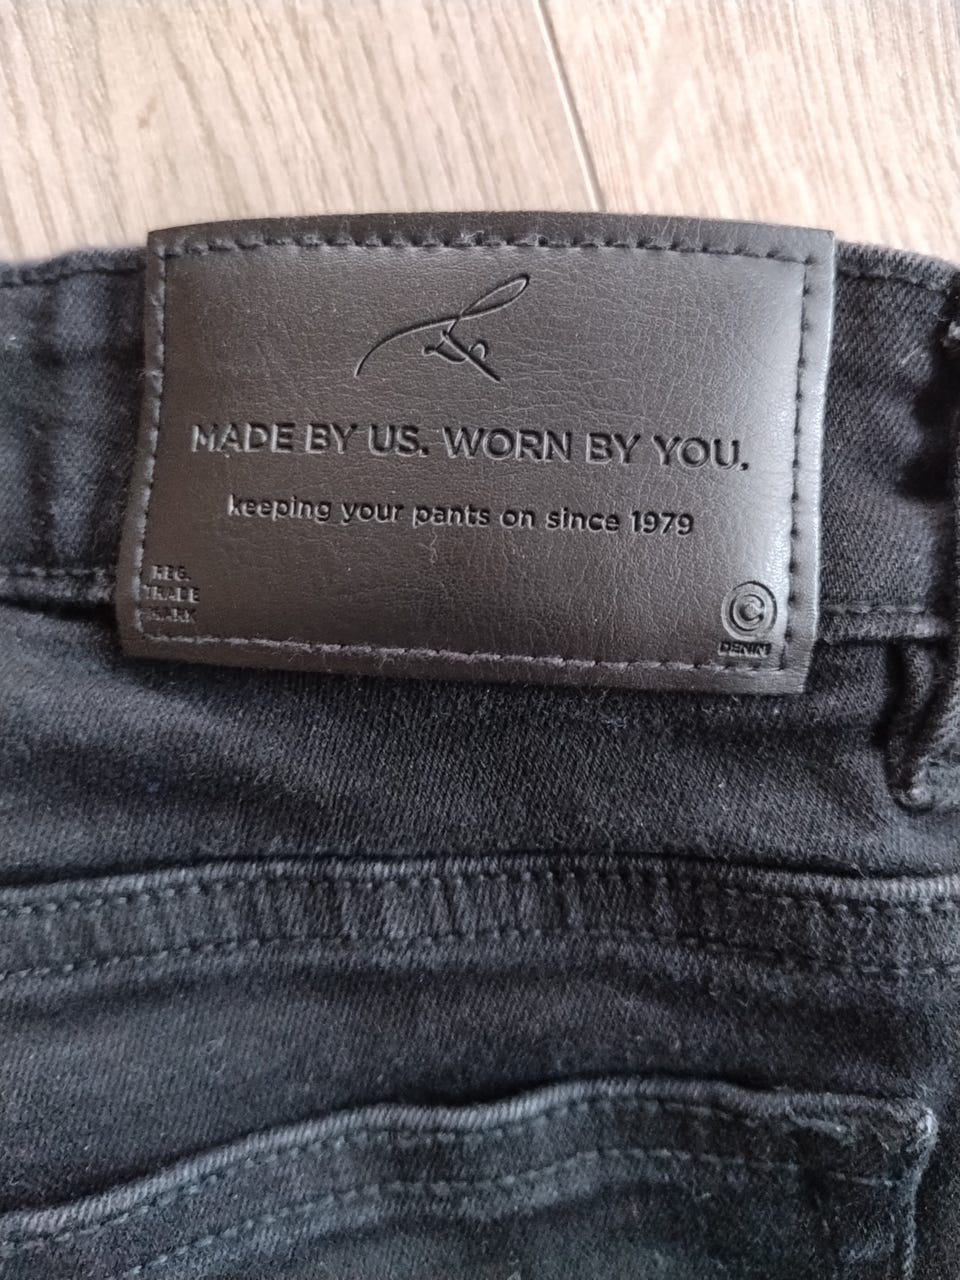 MADE BY US. WORN BY YOU.
keeping your pants on since 1979
REG.
TRADE
MARK
©
DENIM